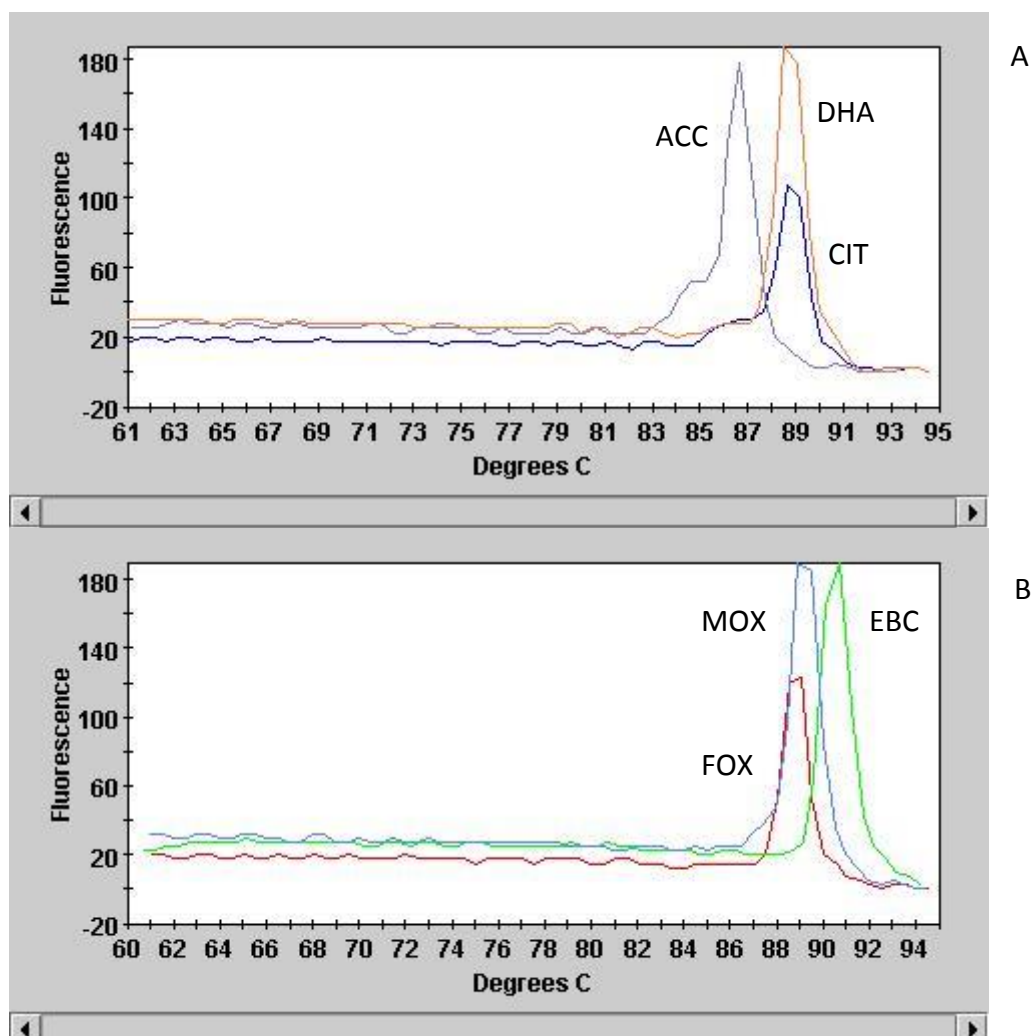 A
180
140
100
60
20
-20
Fluorescence
ACC
DHA
CIT
61 63 65 67 69 71 73 75 77 79 81 83 85 87 89 91 93 95
Degrees C
B
180
140
100
60
20
-20
Fluorescence
MOX
EBC
FOX
60 62 64 66 68 70 72 74 76 78 80 82 84 86 88 90 92 94
Degrees C